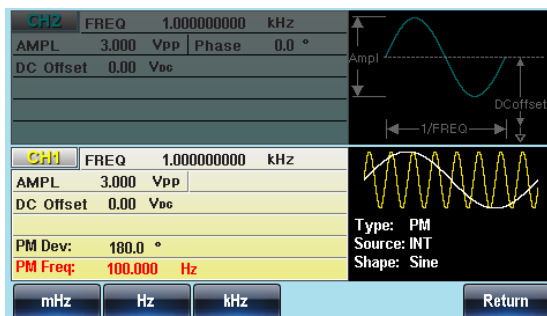 CH2 FREQ 1.000000000 kHz
AMPL 3.000 Vpp Phase 0.0 °
DC Offset 0.00 VDC
Ampl
DCoffset
1/FREQ
CH1 FREQ 1.000000000 kHz
AMPL 3.000 Vpp
DC Offset 0.00 VDC
PM Dev: 180.0 °
PM Freq: 100.000 Hz
Type: PM
Source: INT
Shape: Sine
mHz Hz kHz Return